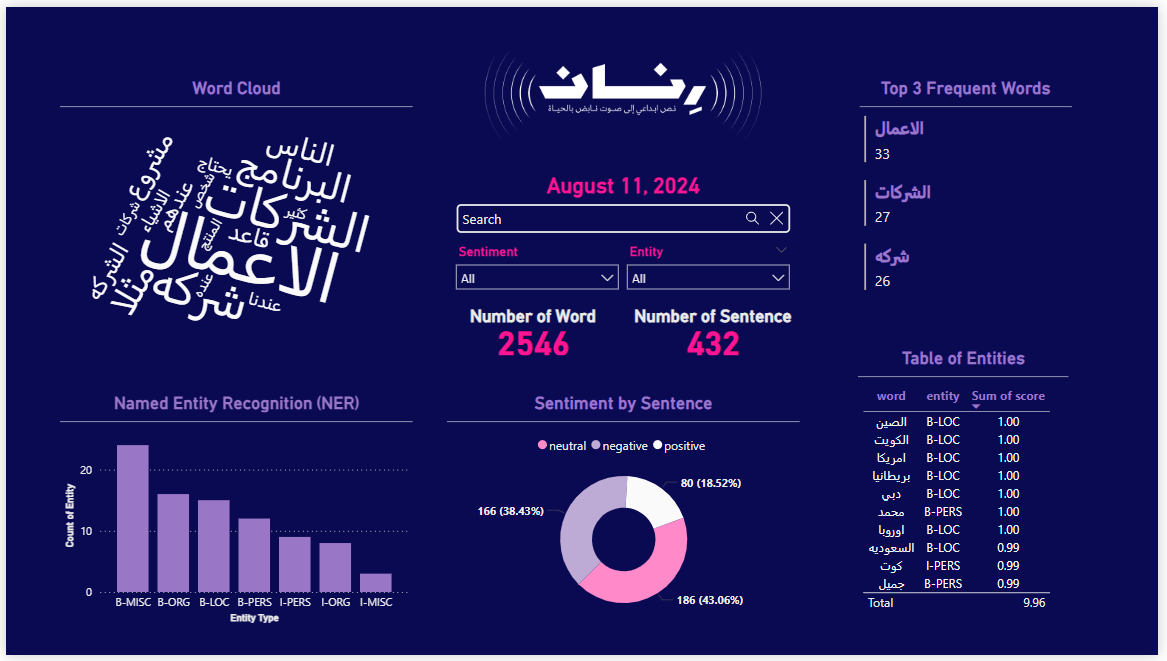 Word Cloud
مشروع
الناس
يحتاج
البرنامج
شخص
عندهم
الاشياء
شركات
الشركات
كثير
المنتج
قاعد
الاعمال
الشركه
مثلا
شركه
عنده
عندنا
رنان
نص ابداعي إلى صوت نابض بالحياة
August 11, 2024
Search
Sentiment Entity
All All
Number of Word Number of Sentence
2546 432
Top 3 Frequent Words
الاعمال
33
الشركات
27
شركه
26
Named Entity Recognition (NER)
Count of Entity
20
10
0
B-MISC B-ORG B-LOC B-PERS I-PERS I-ORG I-MISC
Entity Type
Sentiment by Sentence
neutral negative positive
80 (18.52%)
166 (38.43%)
186 (43.06%)
Table of Entities
word entity Sum of score
الصين B-LOC 1.00
الكويت B-LOC 1.00
امريكا B-LOC 1.00
بريطانيا B-LOC 1.00
دبي B-LOC 1.00
محمد B-PERS 1.00
اوروبا B-LOC 1.00
السعوديه B-LOC 0.99
كوت I-PERS 0.99
جميل B-PERS 0.99
Total 9.96